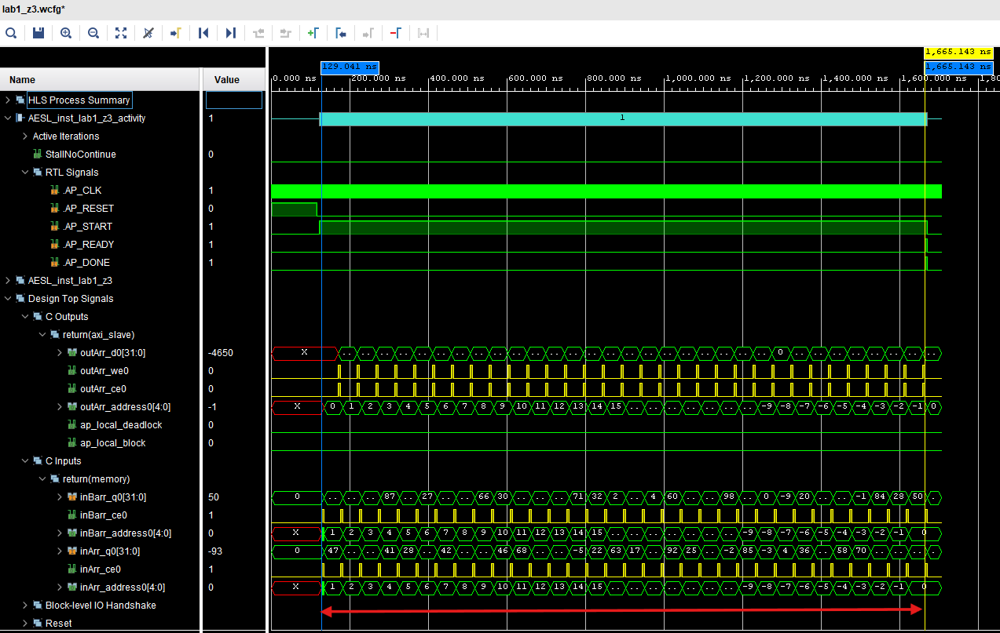 lab1_z3.wcfg*
1,665.143 ns
129.041 ns 1,665.143 ns
Name Value 0.000 ns 200.000 ns 400.000 ns 600.000 ns 800.000 ns 1,000.000 ns 1,200.000 ns 1,400.000 ns 1,600.000 ns 1,80
HLS Process Summary
AESL_inst_lab1_z3_activity 1 1
Active Iterations
StallNoContinue 0
RTL Signals
.AP_CLK 1
.AP_RESET 0
.AP_START 1
.AP_READY 1
.AP_DONE 1
AESL_inst_lab1_z3
Design Top Signals
C Outputs
return(axi_slave)
outArr_d0[31:0] -4650 X .. .. .. .. .. .. .. .. .. .. .. .. .. .. .. .. .. .. .. .. .. .. .. 0 .. .. .. .. .. .. .. ..
outArr_we0 0
outArr_ce0 0
outArr_address0[4:0] -1 X 0 1 2 3 4 5 6 7 8 9 10 11 12 13 14 15 .. .. .. .. .. .. .. -9 -8 -7 -6 -5 -4 -3 -2 -1 0
ap_local_deadlock 0
ap_local_block 0
C Inputs
return(memory)
inBarr_q0[31:0] 50 0 .. .. .. 87 .. 27 .. .. 66 30 .. .. .. 71 32 2 .. 4 60 .. .. 98 .. 0 -9 20 .. .. -1 84 28 50 ..
inBarr_ce0 1
inBarr_address0[4:0] 0 X 1 2 3 4 5 6 7 8 9 10 11 12 13 14 15 .. .. .. .. .. .. .. -9 -8 -7 -6 -5 -4 -3 -2 -1 0
inArr_q0[31:0] -93 0 47 .. .. 41 28 .. 42 .. .. 46 68 .. .. -5 22 63 17 .. 92 25 .. -2 85 -3 4 36 .. 58 70 .. .. .. ..
inArr_ce0 1
inArr_address0[4:0] 0 X 1 2 3 4 5 6 7 8 9 10 11 12 13 14 15 .. .. .. .. .. .. .. -9 -8 -7 -6 -5 -4 -3 -2 -1 0
Block-level IO Handshake
Reset